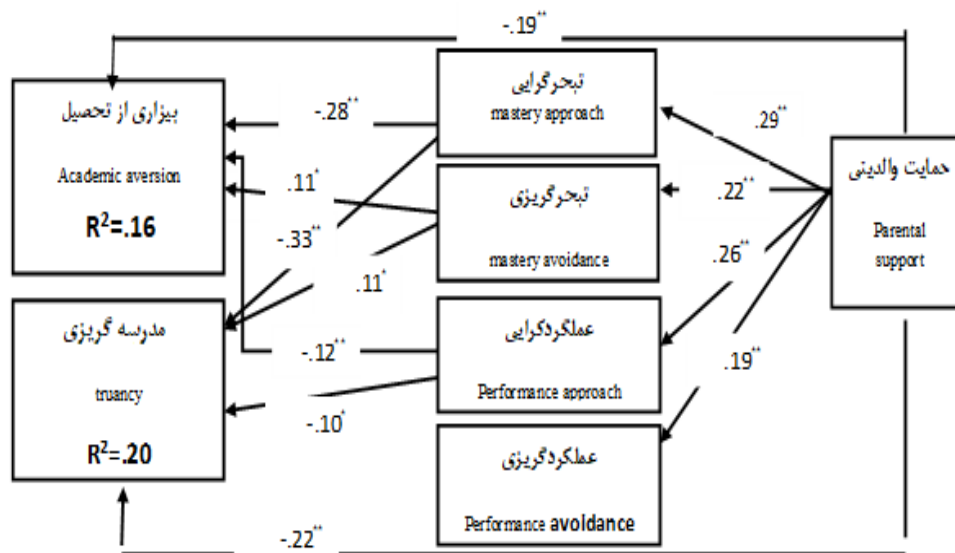 -.19**
بیزاری از تحصیل
Academic aversion
R²=.16
مدرسه گریزی
truancy
R²=.20
-.28**
.11*
-.33**
.11*
-.12**
-.10*
تبحرگرایی
mastery approach
تبحرگریزی
mastery avoidance
عملکردگرایی
Performance approach
عملکردگریزی
Performance avoidance
.29**
.22**
.26**
.19**
حمایت والدینی
Parental
support
-.22**